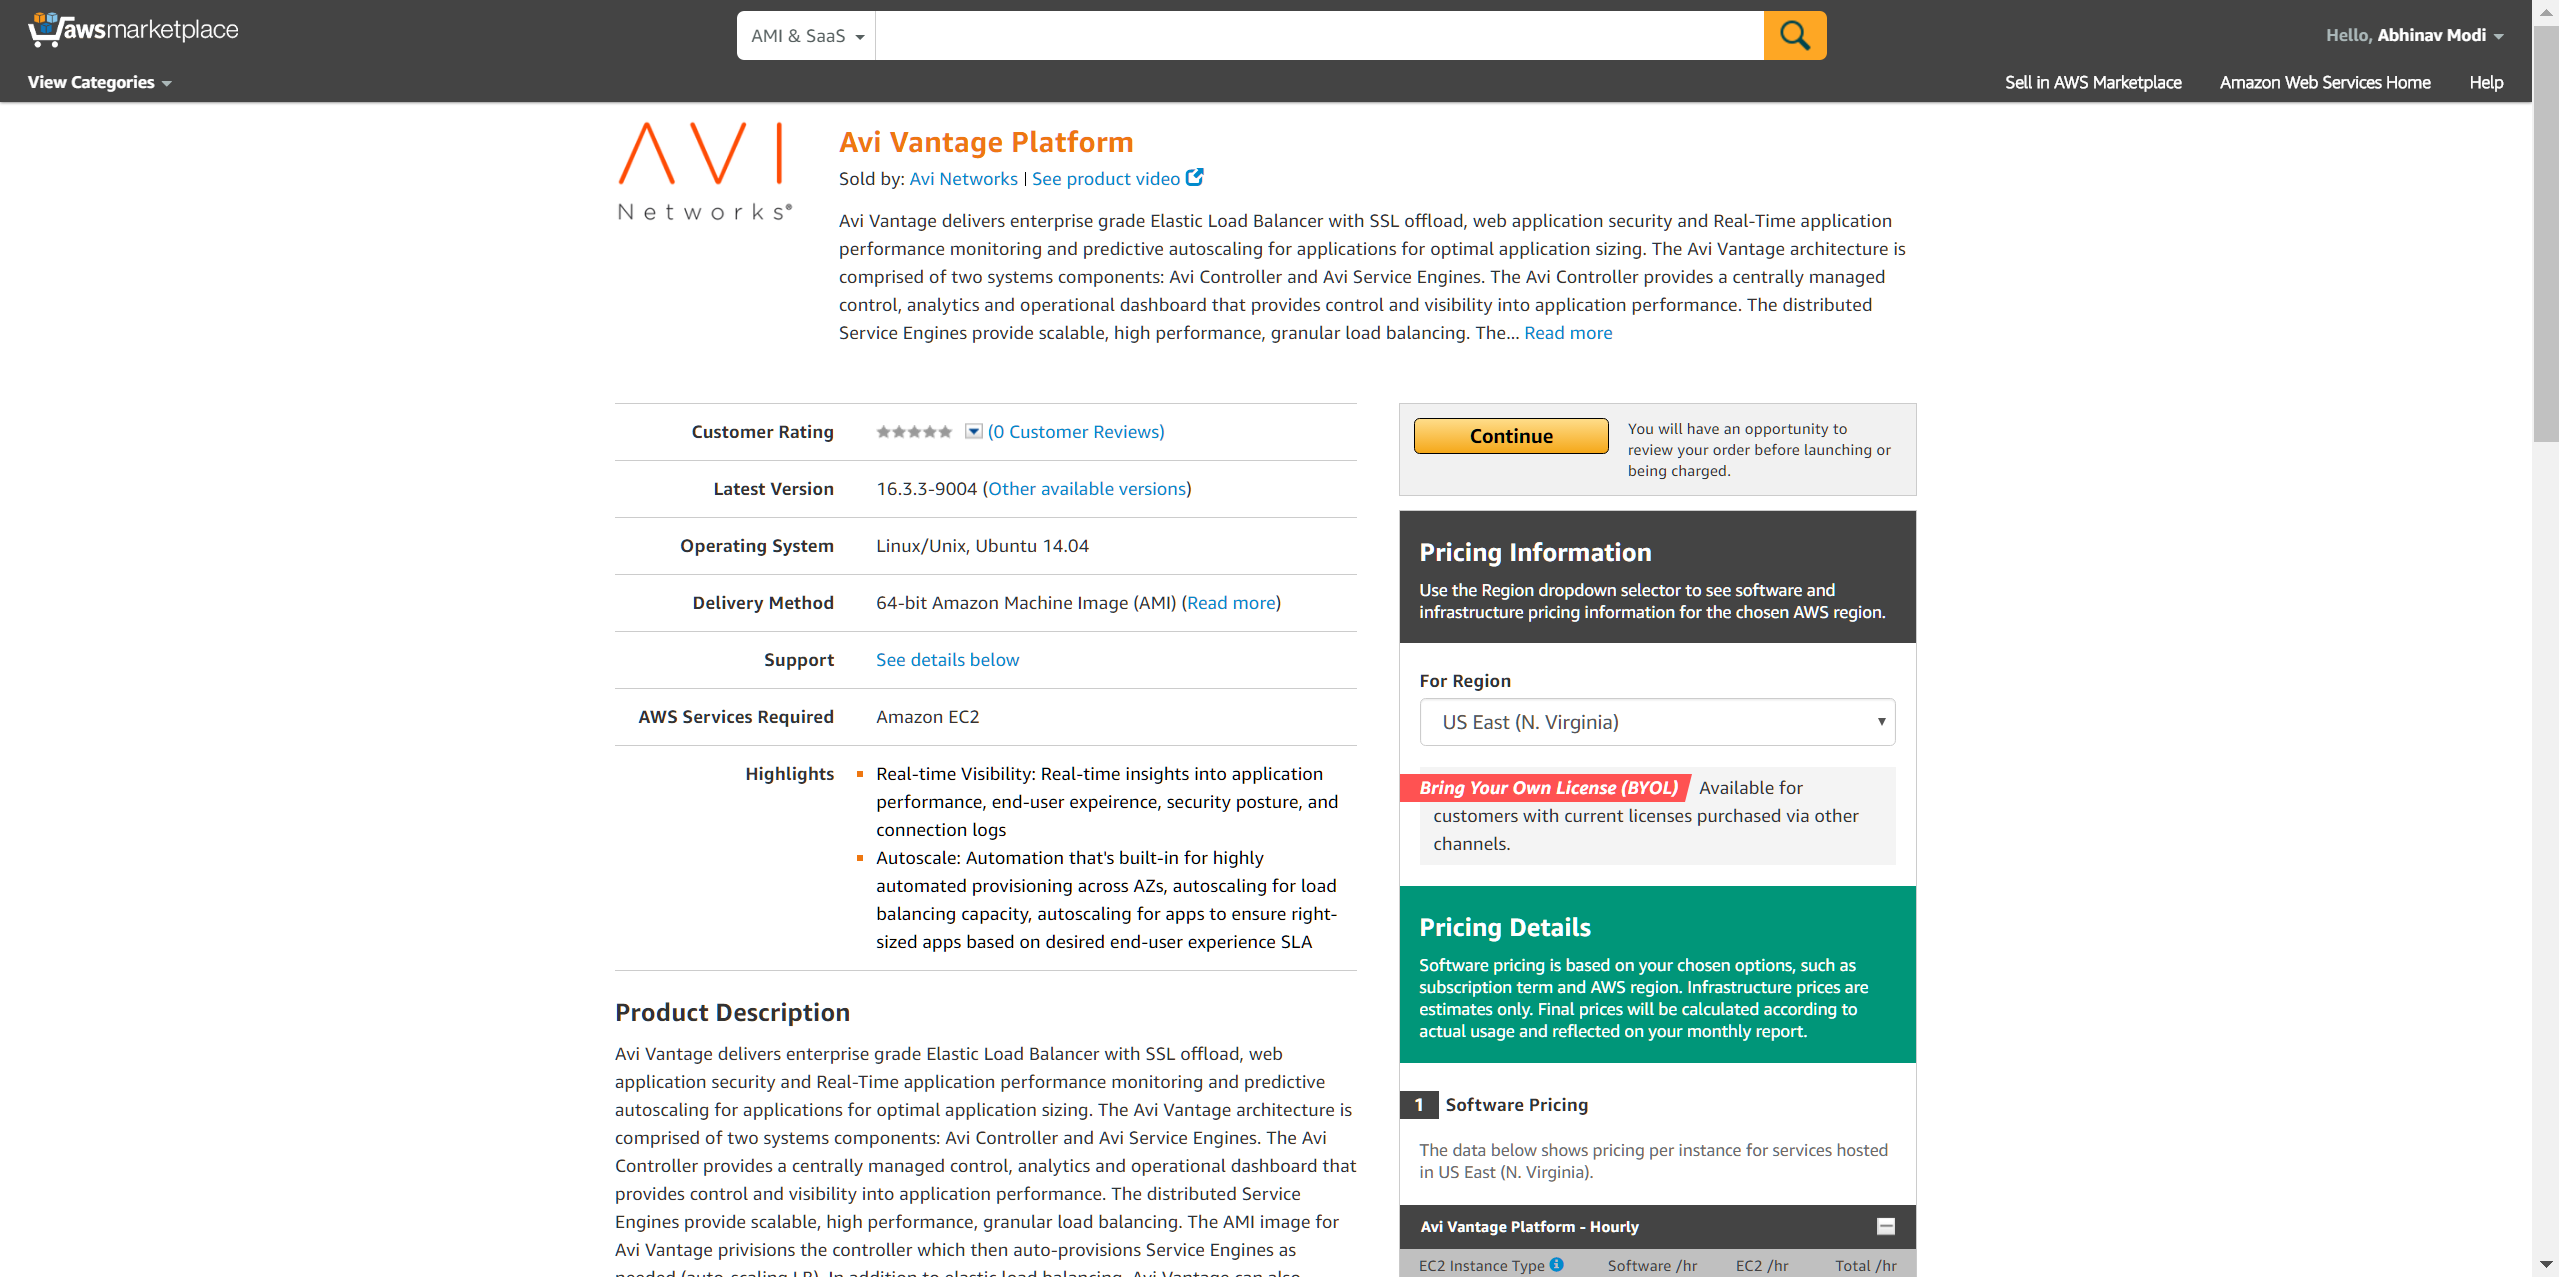 awsmarketplace
AMI & SaaS
Hello, Abhinav Modi
View Categories
Sell in AWS Marketplace
Amazon Web Services Home
Help
AVI
Networks®
Avi Vantage Platform
Sold by: Avi Networks | See product video
Avi Vantage delivers enterprise grade Elastic Load Balancer with SSL offload, web application security and Real-Time application
performance monitoring and predictive autoscaling for applications for optimal application sizing. The Avi Vantage architecture is
comprised of two systems components: Avi Controller and Avi Service Engines. The Avi Controller provides a centrally managed
control, analytics and operational dashboard that provides control and visibility into application performance. The distributed
Service Engines provide scalable, high performance, granular load balancing. The... Read more
Customer Rating
(0 Customer Reviews)
Latest Version
16.3.3-9004 (Other available versions)
Operating System
Linux/Unix, Ubuntu 14.04
Delivery Method
64-bit Amazon Machine Image (AMI) (Read more)
Support
See details below
AWS Services Required
Amazon EC2
Highlights
Real-time Visibility: Real-time insights into application
performance, end-user expeirence, security posture, and
connection logs
Autoscale: Automation that's built-in for highly
automated provisioning across AZs, autoscaling for load
balancing capacity, autoscaling for apps to ensure right-
sized apps based on desired end-user experience SLA
Product Description
Avi Vantage delivers enterprise grade Elastic Load Balancer with SSL offload, web
application security and Real-Time application performance monitoring and predictive
autoscaling for applications for optimal application sizing. The Avi Vantage architecture is
comprised of two systems components: Avi Controller and Avi Service Engines. The Avi
Controller provides a centrally managed control, analytics and operational dashboard that
provides control and visibility into application performance. The distributed Service
Engines provide scalable, high performance, granular load balancing. The AMI image for
Avi Vantage privisions the controller which then auto-provisions Service Engines as
needed (auto-scaling LB). In addition to elastic load balancing, Avi Vantage can also
Continue
You will have an opportunity to
review your order before launching or
being charged.
Pricing Information
Use the Region dropdown selector to see software and
infrastructure pricing information for the chosen AWS region.
For Region
US East (N. Virginia)
Bring Your Own License (BYOL) Available for
customers with current licenses purchased via other
channels.
Pricing Details
Software pricing is based on your chosen options, such as
subscription term and AWS region. Infrastructure prices are
estimates only. Final prices will be calculated according to
actual usage and reflected on your monthly report.
1 Software Pricing
The data below shows pricing per instance for services hosted
in US East (N. Virginia).
Avi Vantage Platform - Hourly
EC2 Instance Type
Software /hr
EC2 /hr
Total /hr